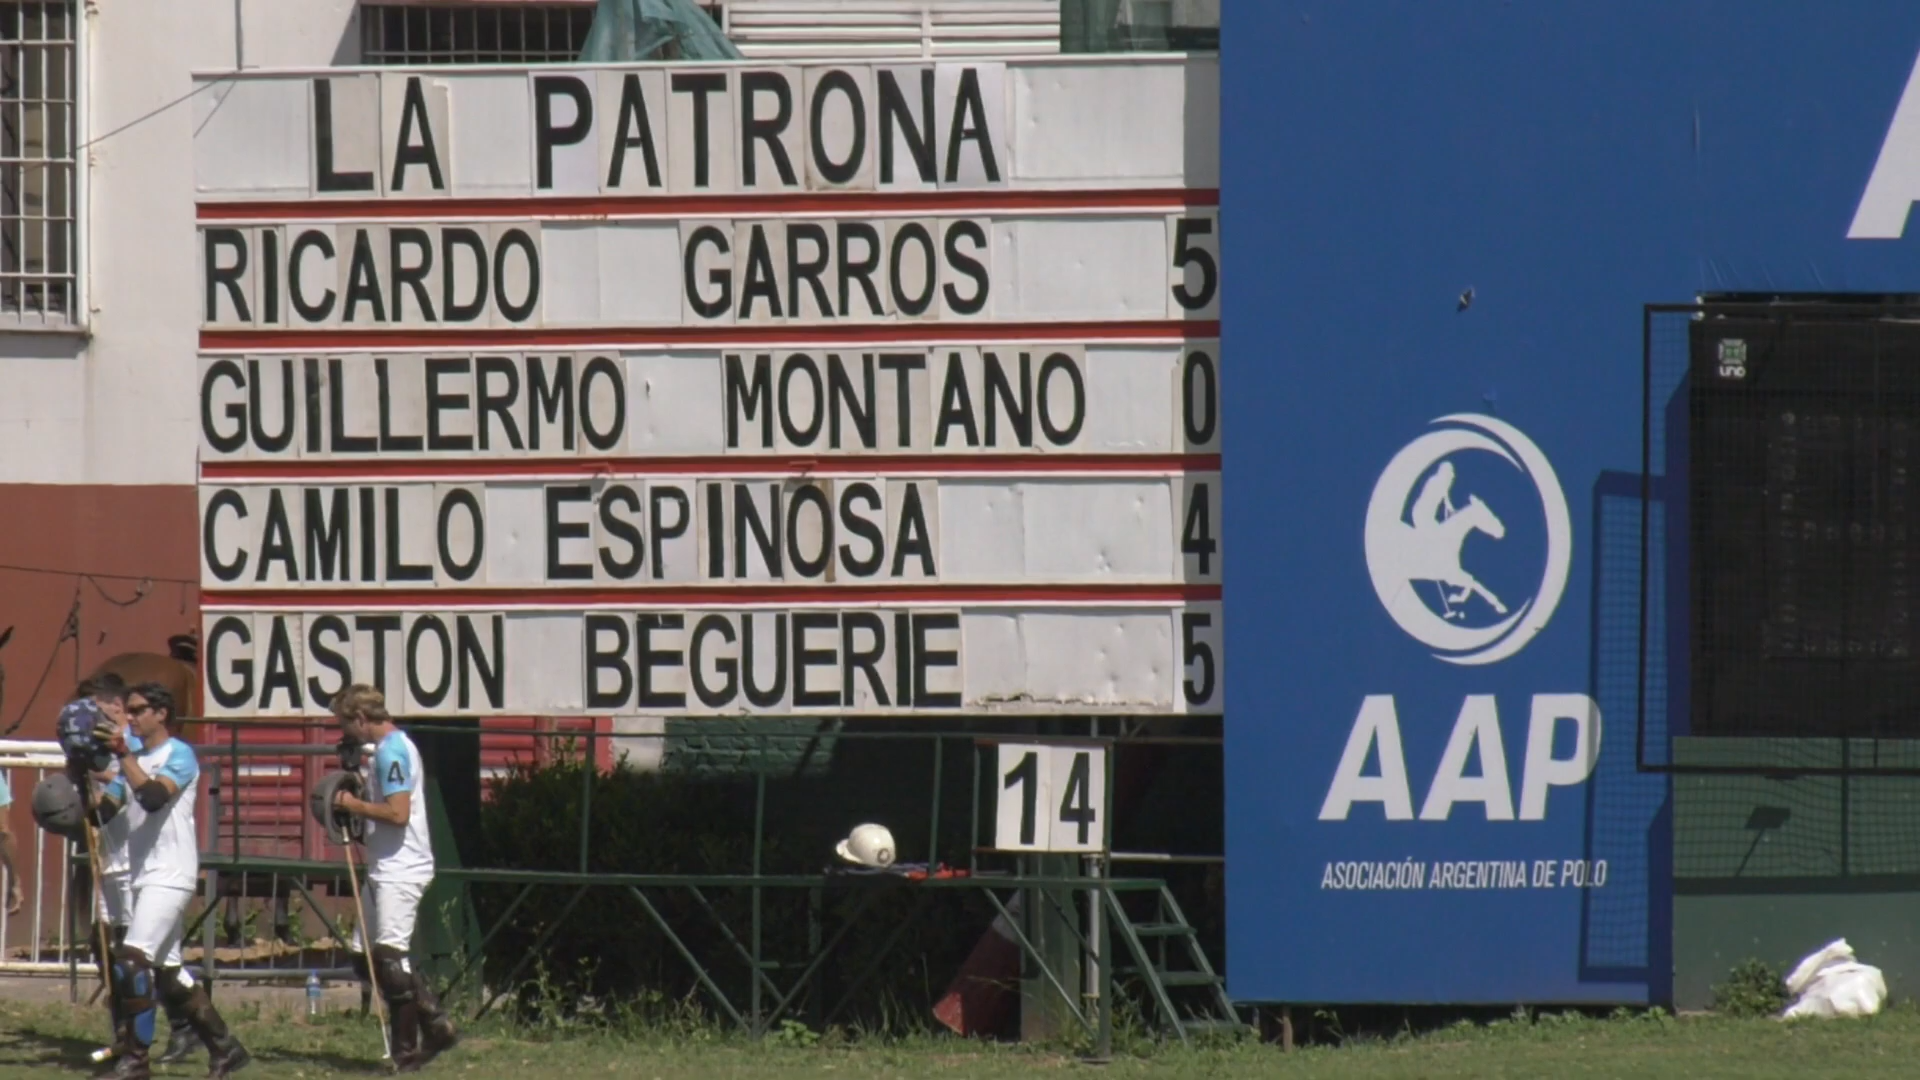 LA PATRONA
RICARDO GARROS 5
GUILLERMO MONTANO 0
CAMILO ESPINOSA 4
GASTON BEGUERIE 5
14
4
A
uno
AAP
ASOCIACIÓN ARGENTINA DE POLO